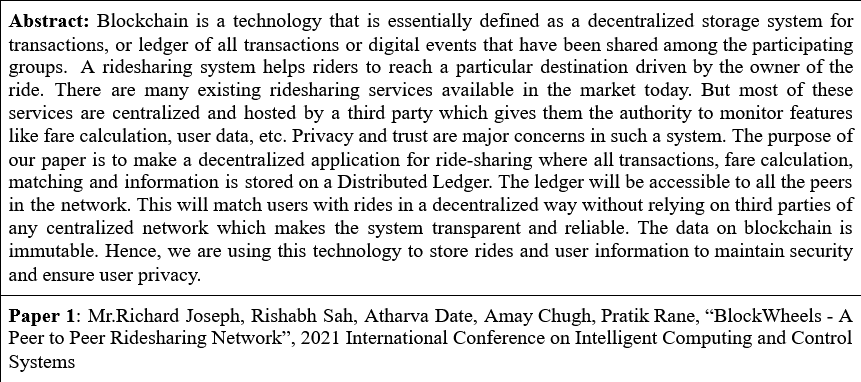 Abstract: Blockchain is a technology that is essentially defined as a decentralized storage system for
transactions, or ledger of all transactions or digital events that have been shared among the participating
groups. A ridesharing system helps riders to reach a particular destination driven by the owner of the
ride. There are many existing ridesharing services available in the market today. But most of these
services are centralized and hosted by a third party which gives them the authority to monitor features
like fare calculation, user data, etc. Privacy and trust are major concerns in such a system. The purpose of
our paper is to make a decentralized application for ride-sharing where all transactions, fare calculation,
matching and information is stored on a Distributed Ledger. The ledger will be accessible to all the peers
in the network. This will match users with rides in a decentralized way without relying on third parties of
any centralized network which makes the system transparent and reliable. The data on blockchain is
immutable. Hence, we are using this technology to store rides and user information to maintain security
and ensure user privacy.
Paper 1: Mr.Richard Joseph, Rishabh Sah, Atharva Date, Amay Chugh, Pratik Rane, “BlockWheels - A
Peer to Peer Ridesharing Network”, 2021 International Conference on Intelligent Computing and Control
Systems